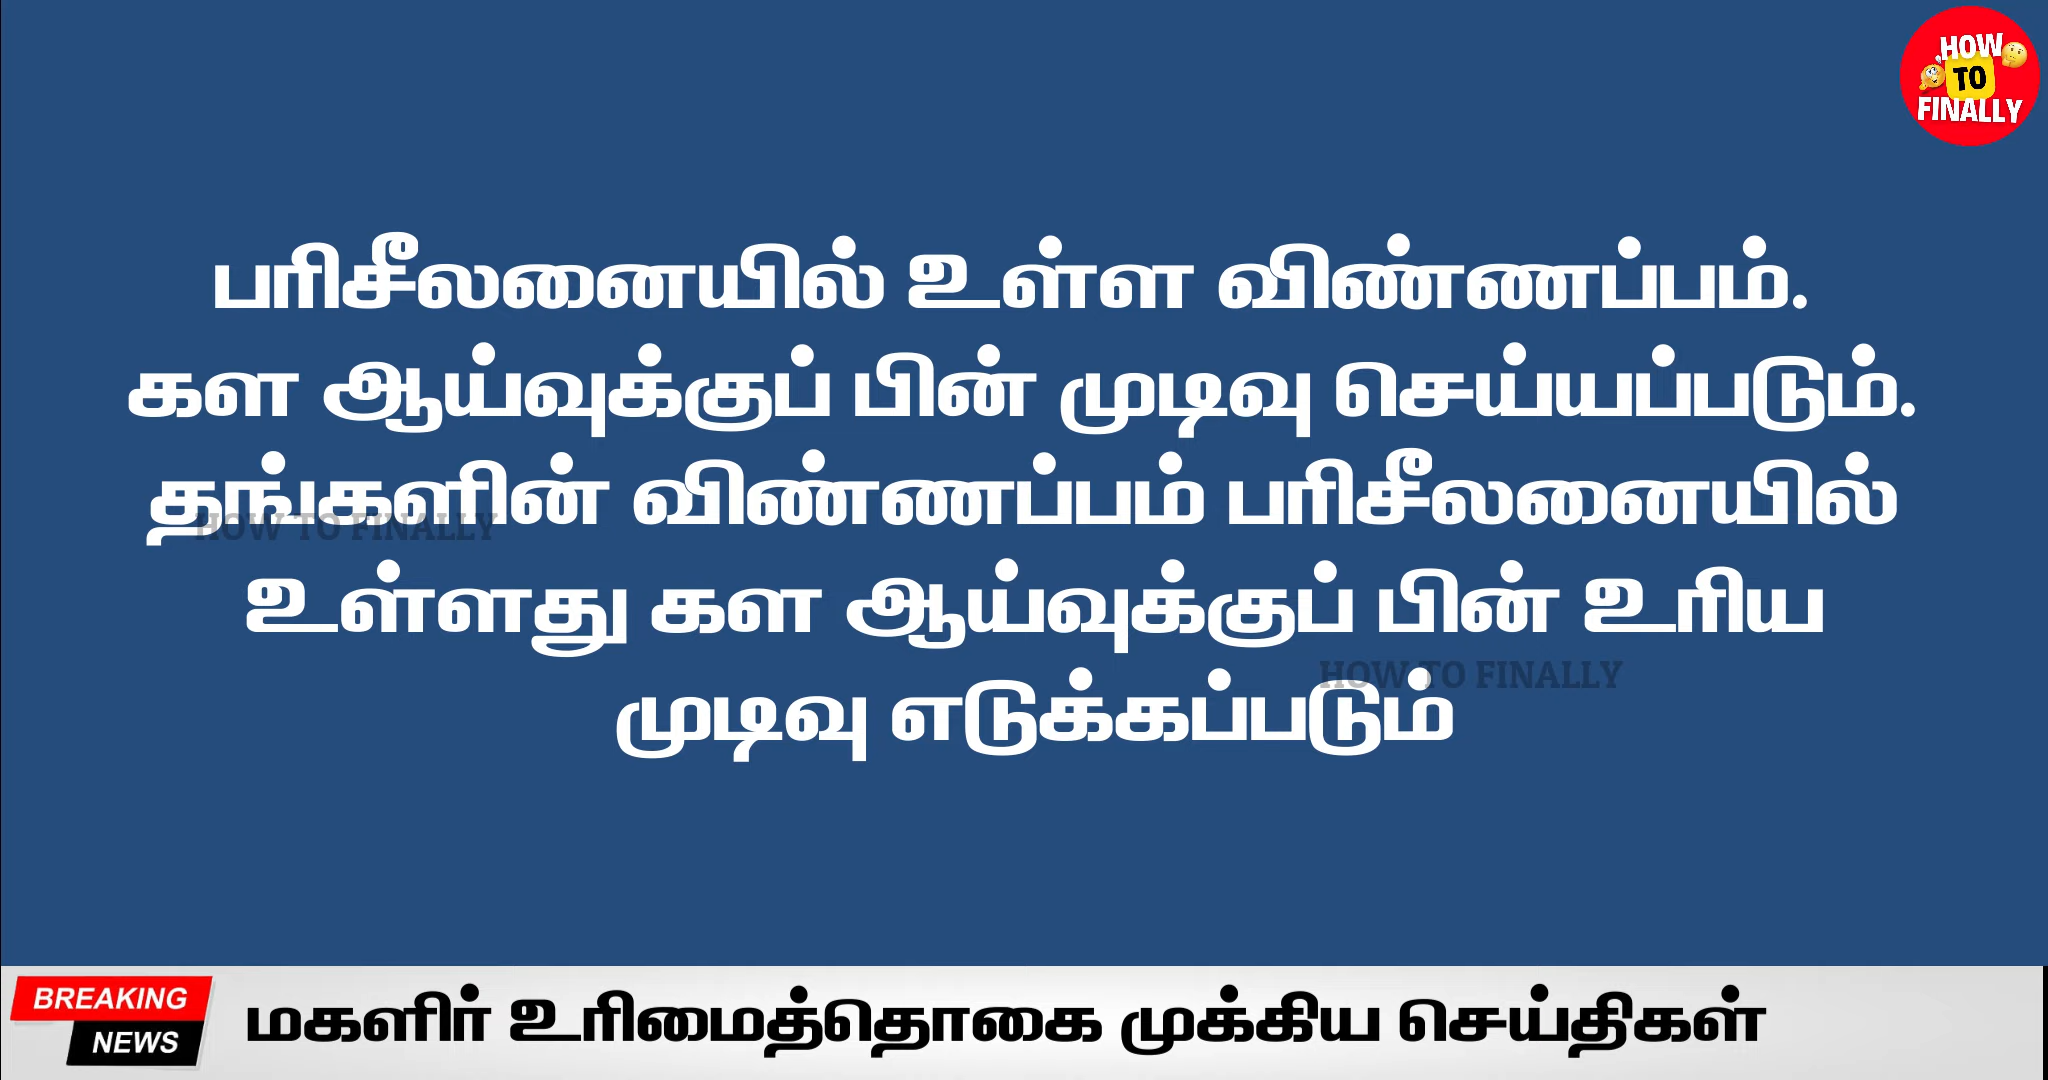 HOW
TO
FINALLY
பரிசீலனையில் உள்ள விண்ணப்பம்.
கள ஆய்வுக்குப் பின் முடிவு செய்யப்படும்.
தங்களின் விண்ணப்பம் பரிசீலனையில்
HOW TO FINALLY
உள்ளது கள ஆய்வுக்குப் பின் உரிய
HOW TO FINALLY
முடிவு எடுக்கப்படும்
BREAKING
NEWS
மகளிர் உரிமைத்தொகை முக்கிய செய்திகள்